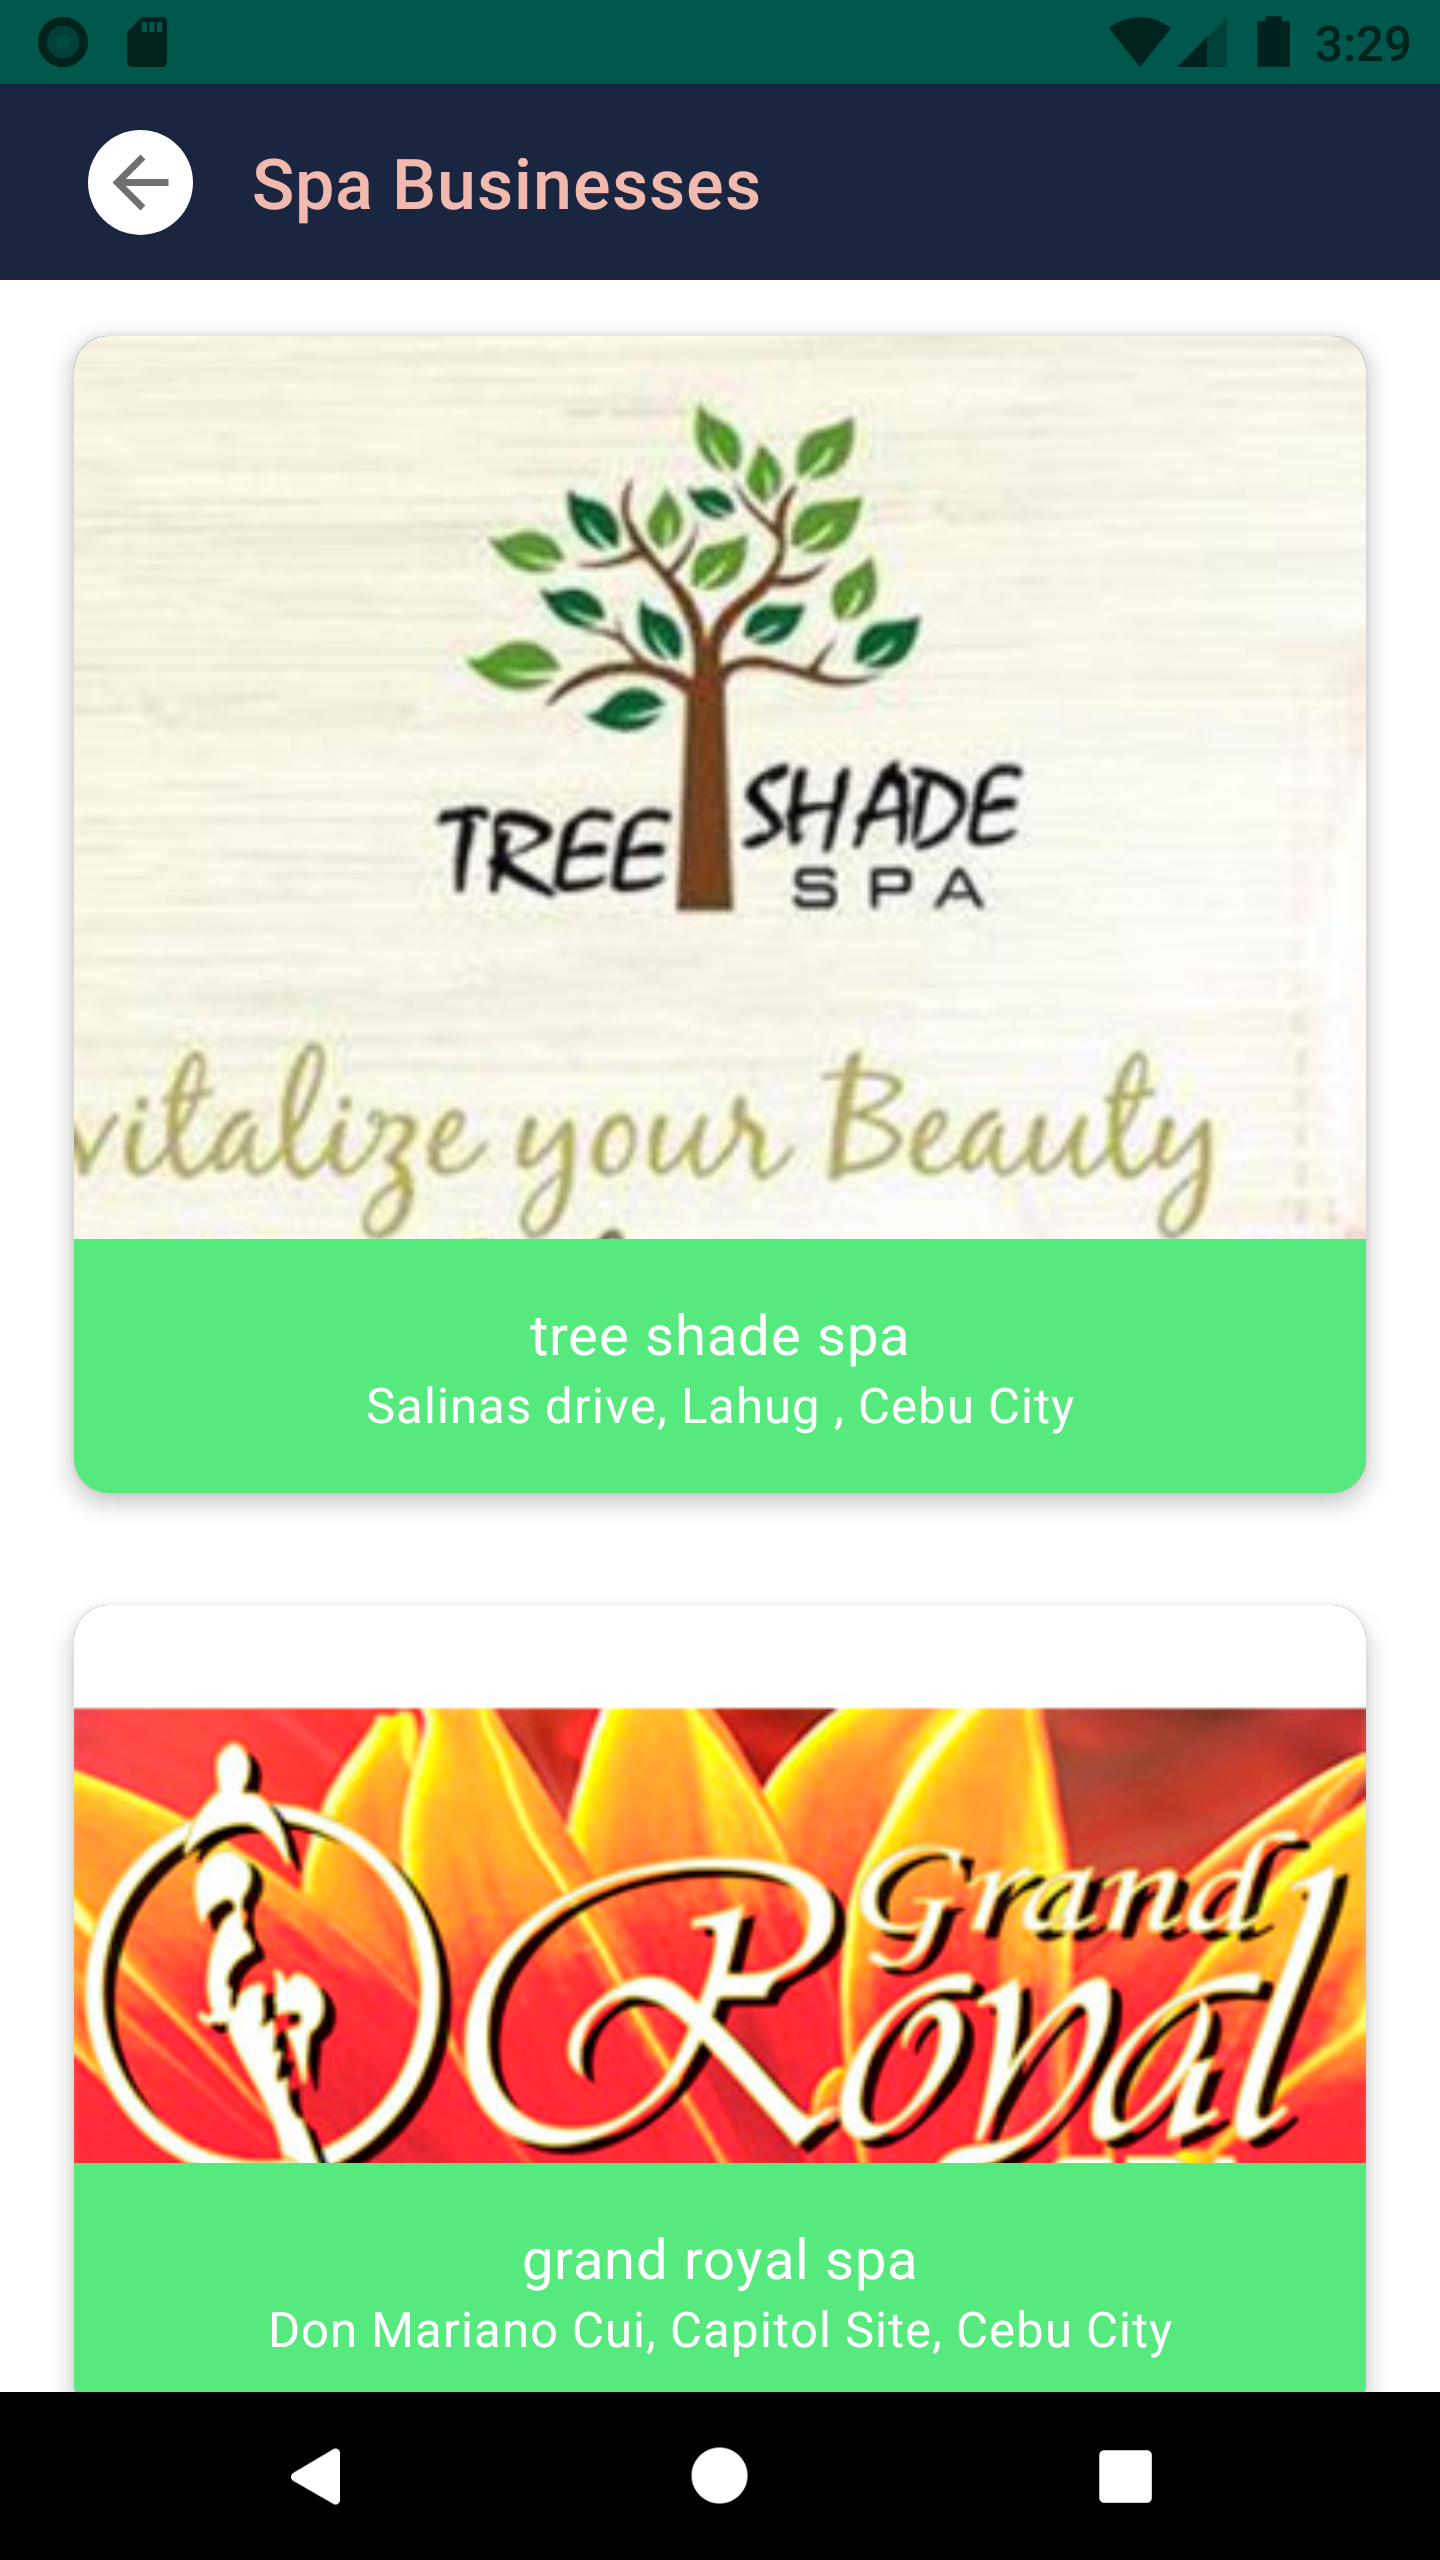 3:29
Spa Businesses
TREE SHADE
SPA
vitalize your Beauty
tree shade spa
Salinas drive, Lahug , Cebu City
Grand
Royal
grand royal spa
Don Mariano Cui, Capitol Site, Cebu City